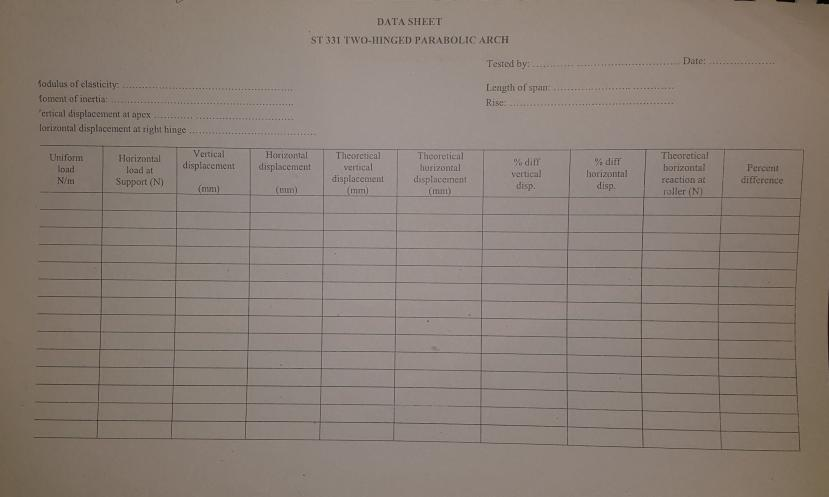 DATA SHEET
ST 331 TWO-HINGED PARABOLIC ARCH
Tested by: ............................................... Date: ..................
odulus of elasticity: ............................................
Length of span: ................................
oment of inertia: ...............................................
Rise: ...........................................
ertical displacement at apex ...................................
orizontal displacement at right hinge .................................
Uniform load N/m
Horizontal load at Support (N)
Vertical displacement (mm)
Horizontal displacement (mm)
Theoretical vertical displacement (mm)
Theoretical horizontal displacement (mm)
% diff vertical disp.
% diff horizontal disp.
Theoretical horizontal reaction at roller (N)
Percent difference